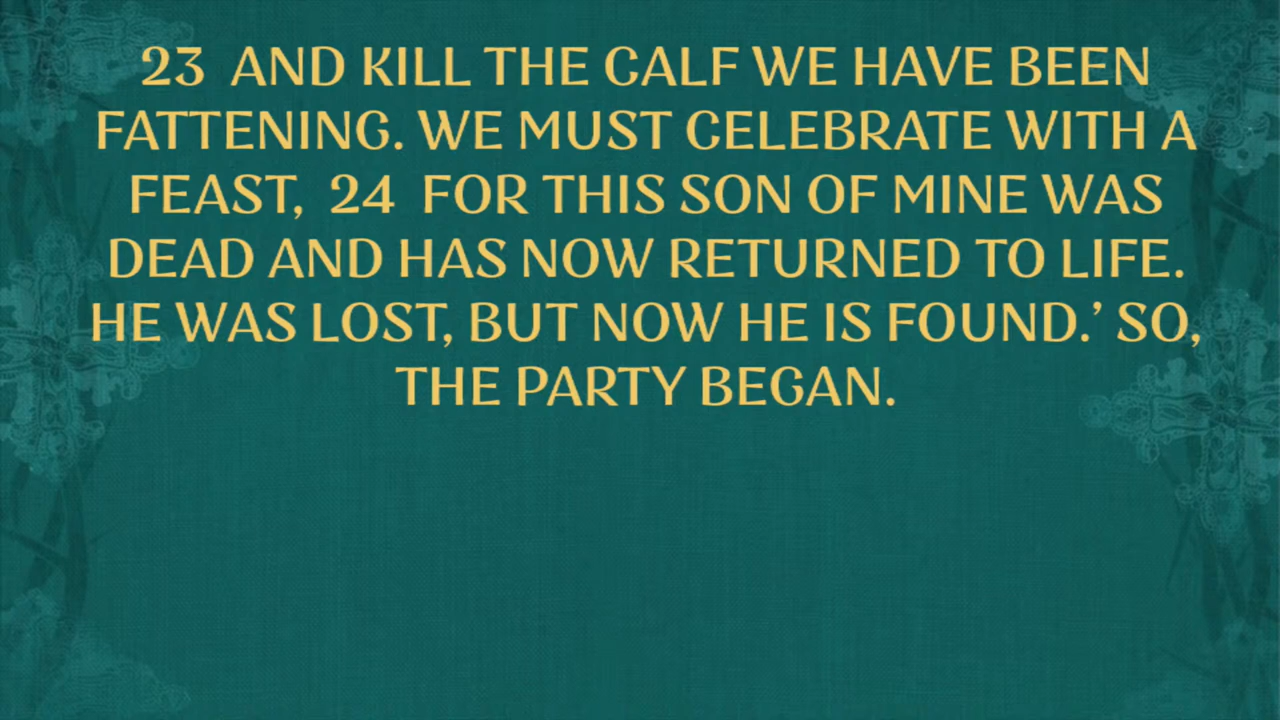 23 AND KILL THE CALF WE HAVE BEEN
FATTENING. WE MUST CELEBRATE WITH A
FEAST, 24 FOR THIS SON OF MINE WAS
DEAD AND HAS NOW RETURNED TO LIFE.
HE WAS LOST, BUT NOW HE IS FOUND.’ SO,
THE PARTY BEGAN.